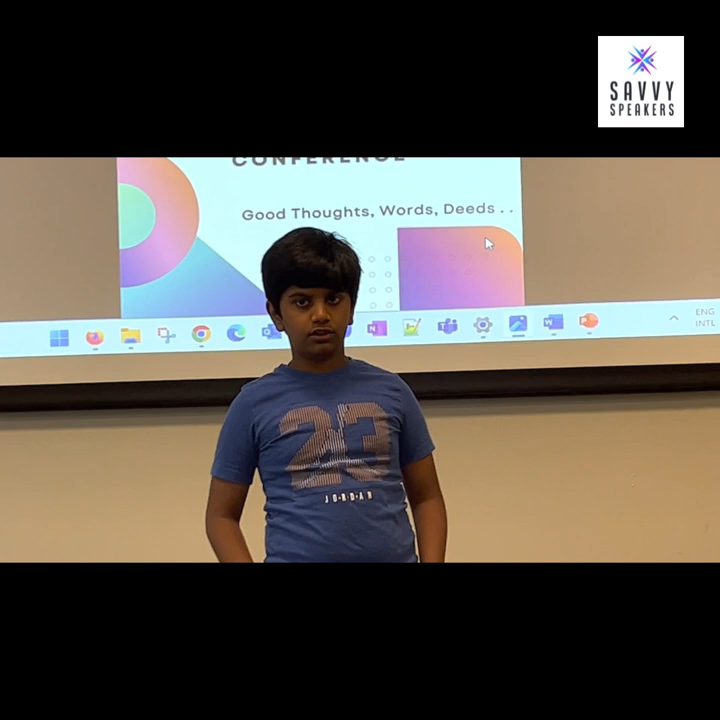 SAVVY
SPEAKERS
CONFERENCE
Good Thoughts, Words, Deeds . .
ENG
INTL
23
JORDAN